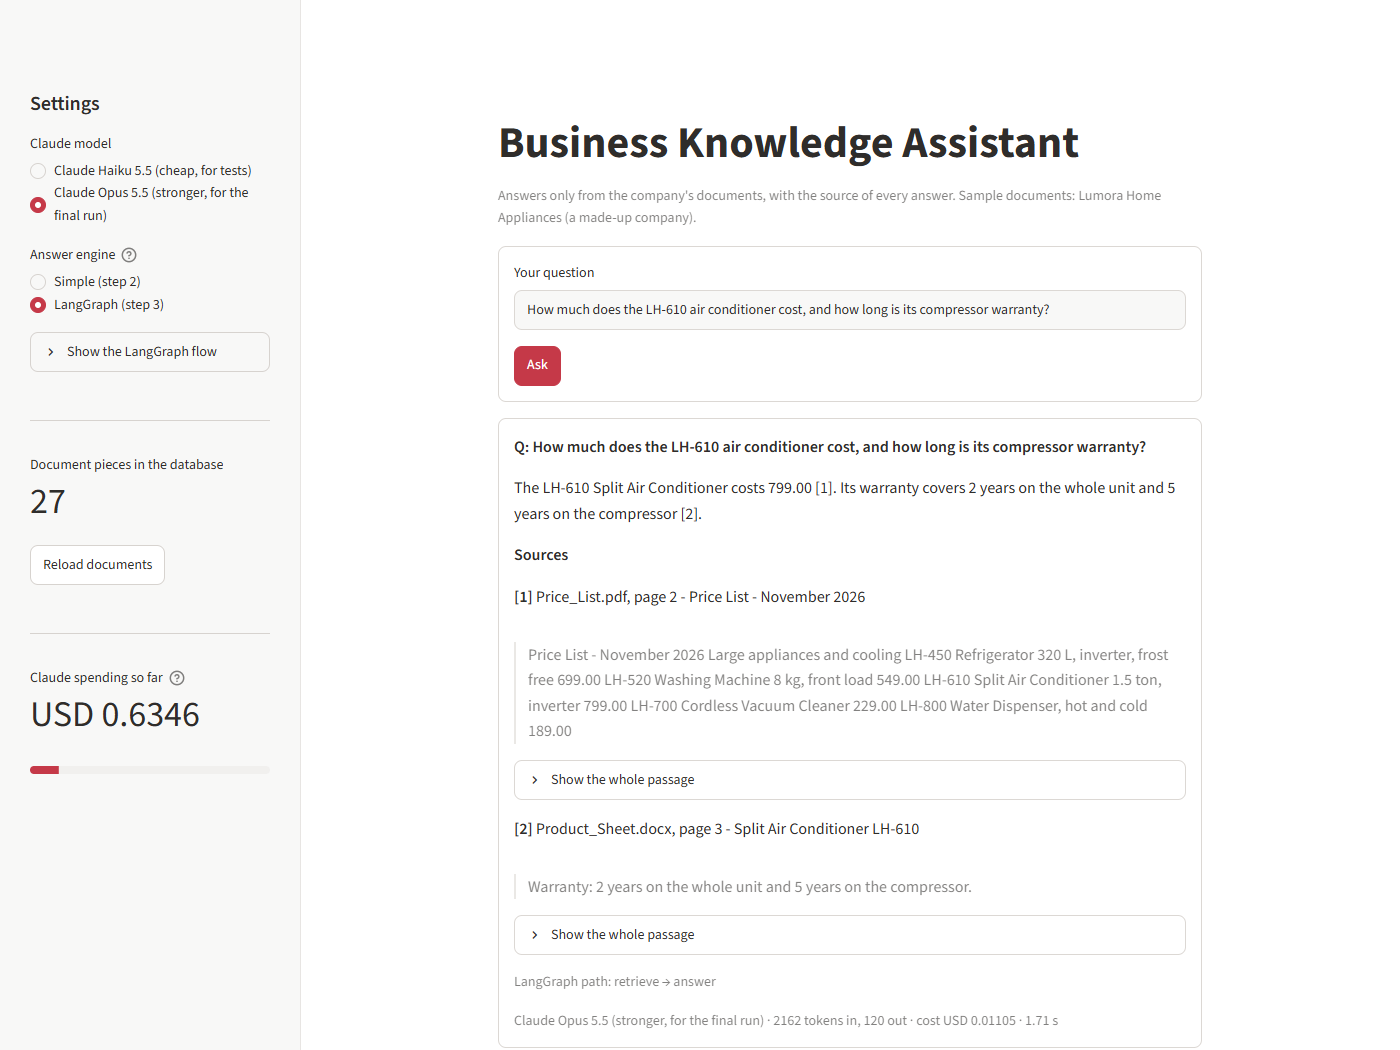 Settings
Claude model
Claude Haiku 5.5 (cheap, for tests)
Claude Opus 5.5 (stronger, for the
final run)
Answer engine
Simple (step 2)
LangGraph (step 3)
Show the LangGraph flow
Document pieces in the database
27
Reload documents
Claude spending so far
USD 0.6346
Business Knowledge Assistant
Answers only from the company's documents, with the source of every answer. Sample documents: Lumora Home
Appliances (a made-up company).
Your question
How much does the LH-610 air conditioner cost, and how long is its compressor warranty?
Ask
Q: How much does the LH-610 air conditioner cost, and how long is its compressor warranty?
The LH-610 Split Air Conditioner costs 799.00 [1]. Its warranty covers 2 years on the whole unit and 5
years on the compressor [2].
Sources
[1] Price_List.pdf, page 2 - Price List - November 2026
Price List - November 2026 Large appliances and cooling LH-450 Refrigerator 320 L, inverter, frost
free 699.00 LH-520 Washing Machine 8 kg, front load 549.00 LH-610 Split Air Conditioner 1.5 ton,
inverter 799.00 LH-700 Cordless Vacuum Cleaner 229.00 LH-800 Water Dispenser, hot and cold
189.00
Show the whole passage
[2] Product_Sheet.docx, page 3 - Split Air Conditioner LH-610
Warranty: 2 years on the whole unit and 5 years on the compressor.
Show the whole passage
LangGraph path: retrieve → answer
Claude Opus 5.5 (stronger, for the final run) · 2162 tokens in, 120 out · cost USD 0.01105 · 1.71 s